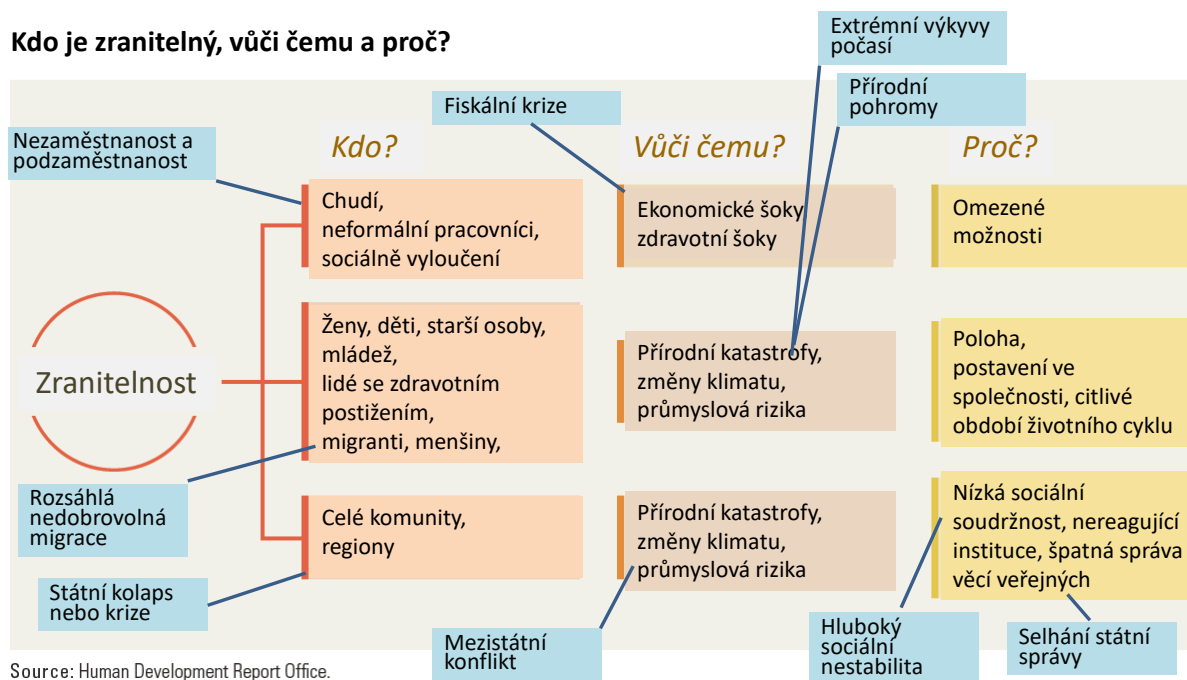 Kdo je zranitelný, vůči čemu a proč?
Extrémní výkyvy
počasí
Přírodní
pohromy
Fiskální krize
Nezaměstnanost a
podzaměstnanost
Kdo?
Vůči čemu?
Proč?
Chudí,
neformální pracovníci,
sociálně vyloučení
Ekonomické šoky
zdravotní šoky
Omezené
možnosti
Zranitelnost
Ženy, děti, starší osoby,
mládež,
lidé se zdravotním
postižením,
migranti, menšiny,
Přírodní katastrofy,
změny klimatu,
průmyslová rizika
Poloha,
postavení ve
společnosti, citlivé
období životního cyklu
Rozsáhlá
nedobrovolná
migrace
Celé komunity,
regiony
Přírodní katastrofy,
změny klimatu,
průmyslová rizika
Nízká sociální
soudržnost, nereagující
instituce, špatná správa
věcí veřejných
Státní kolaps
nebo krize
Mezistátní
konflikt
Hluboký
sociální
nestabilita
Selhání státní
správy
Source: Human Development Report Office.